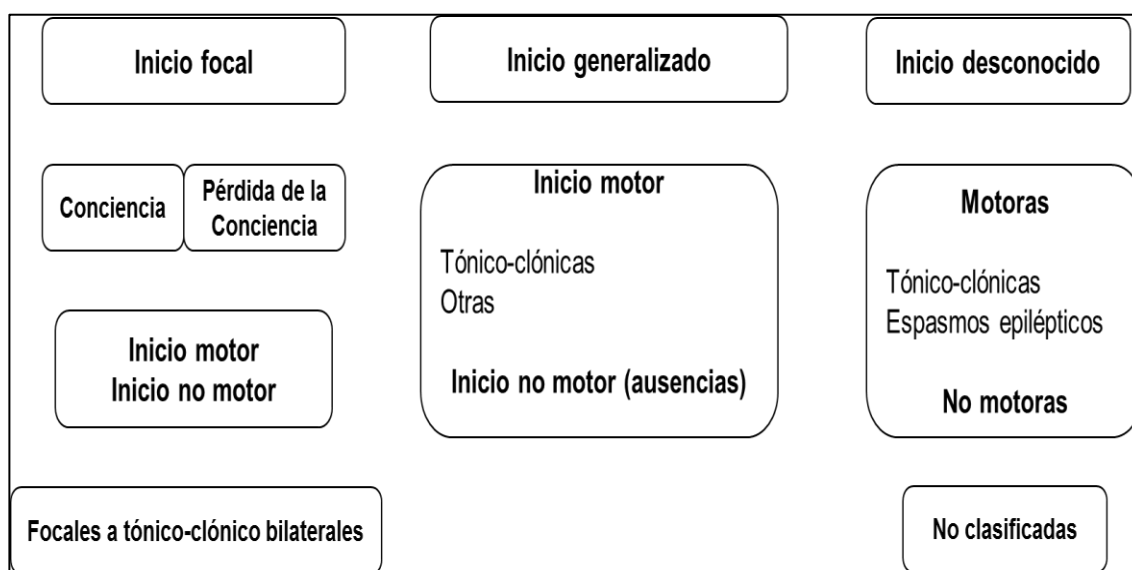 Inicio focal
Inicio generalizado
Inicio desconocido
Conciencia
Pérdida de la
Conciencia
Inicio motor
Inicio no motor
Inicio motor
Tónico-clónicas
Otras
Inicio no motor (ausencias)
Motoras
Tónico-clónicas
Espasmos epilépticos
No motoras
Focales a tónico-clónico bilaterales
No clasificadas